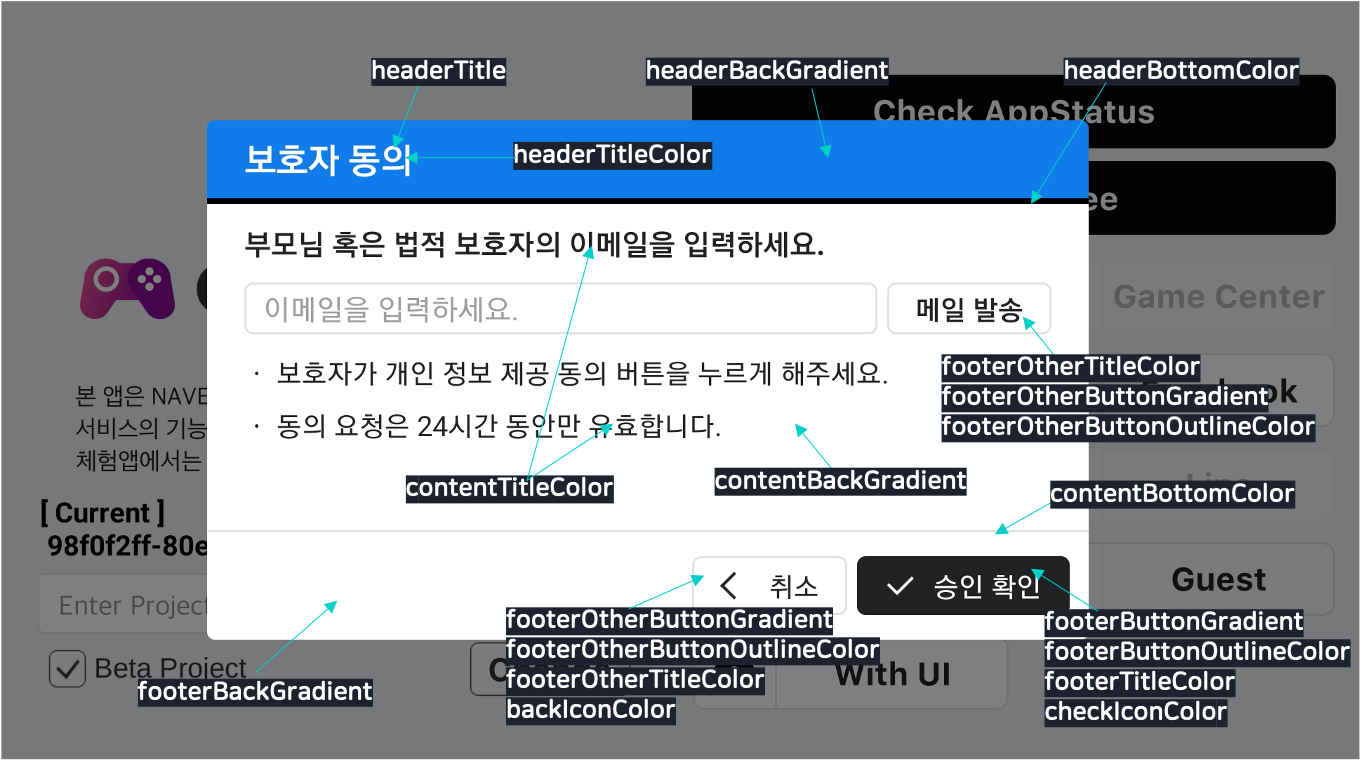 headerTitle
headerBackGradient
headerBottomColor
Check AppStatus
보호자 동의
headerTitleColor
ee
부모님 혹은 법적 보호자의 이메일을 입력하세요.
이메일을 입력하세요.
메일 발송
Game Center
footerOtherTitleColor
footerOtherButtonGradient
footerOtherButtonOutlineColor
k
· 보호자가 개인 정보 제공 동의 버튼을 누르게 해주세요.
· 동의 요청은 24시간 동안만 유효합니다.
본 앱은 NAVE
서비스의 기능
체험앱에서는
contentTitleColor
contentBackGradient
contentBottomColor
[ Current ]
98f0f2ff-80e
Enter Project
취소
승인 확인
Guest
footerOtherButtonGradient
footerOtherButtonOutlineColor
footerOtherTitleColor
backIconColor
footerButtonGradient
footerButtonOutlineColor
footerTitleColor
checkIconColor
Beta Project
With UI
footerBackGradient